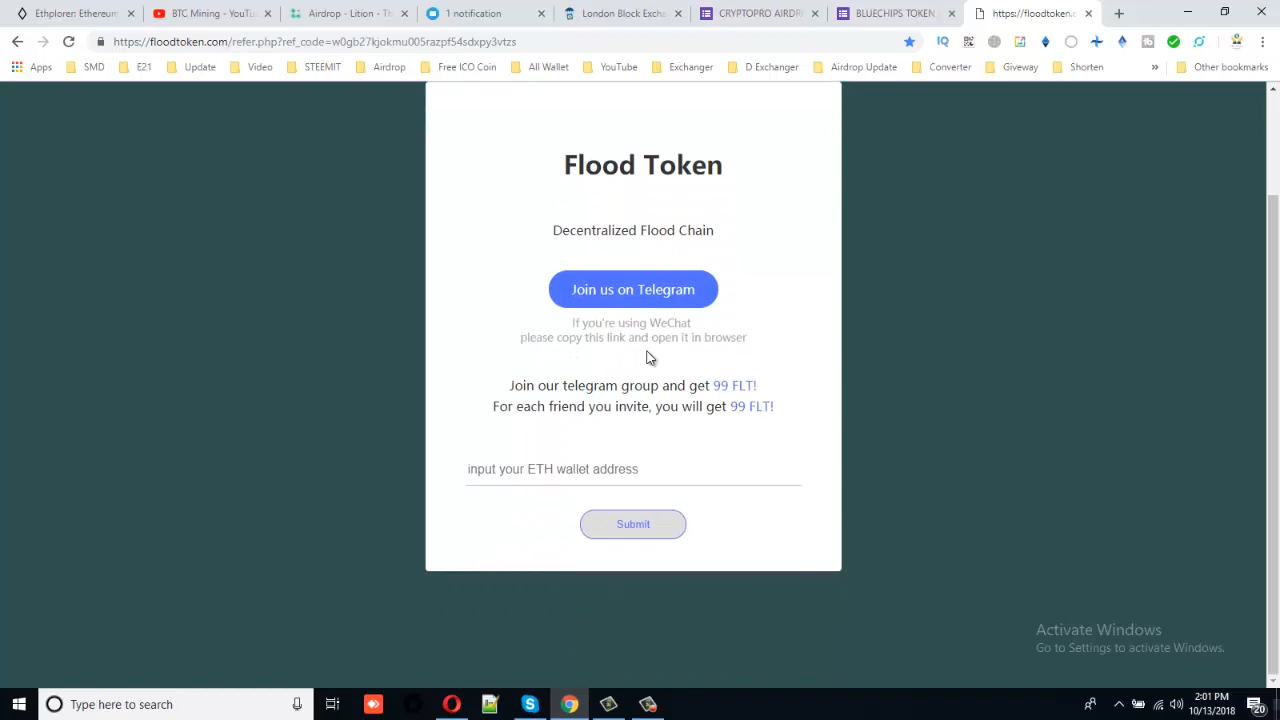 Ethplorer Ethereum
BTC Mining - YouTub
Airdrop - Lition - Th
1 notification
London Block Excha
CRYPTOPRO AIRDR
BLUECHIPS TOKEN
https://floodtoken.c
https://floodtoken.com/refer.php?ref_code=w0gb27kjokmu005razpf54sdxpy3vtzs
IQ
Apps
SMD
E21
Update
Video
STEEMIT
Airdrop
Free ICO Coin
All Wallet
YouTube
Exchanger
D Exchanger
Airdrop Update
Converter
Giveway
Shorten
»
Other bookmarks
Flood Token
Decentralized Flood Chain
Join us on Telegram
If you're using WeChat
please copy this link and open it in browser
Join our telegram group and get 99 FLT!
For each friend you invite, you will get 99 FLT!
input your ETH wallet address
Submit
Activate Windows
Go to Settings to activate Windows.
Type here to search
2:01 PM
10/13/2018
20